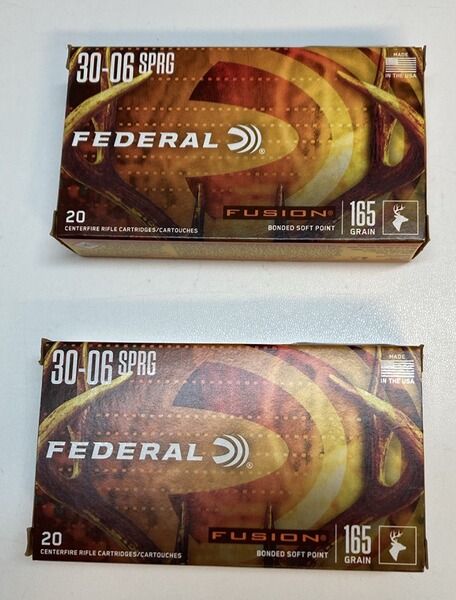 30-06 SPRG
MADE
IN THE USA
FEDERAL®
FUSION®
20
CENTERFIRE RIFLE CARTRIDGES/CARTOUCHES
BONDED SOFT POINT
165
GRAIN
30-06 SPRG
MADE
IN THE USA
FEDERAL®
FUSION®
20
CENTERFIRE RIFLE CARTRIDGES/CARTOUCHES
BONDED SOFT POINT
165
GRAIN